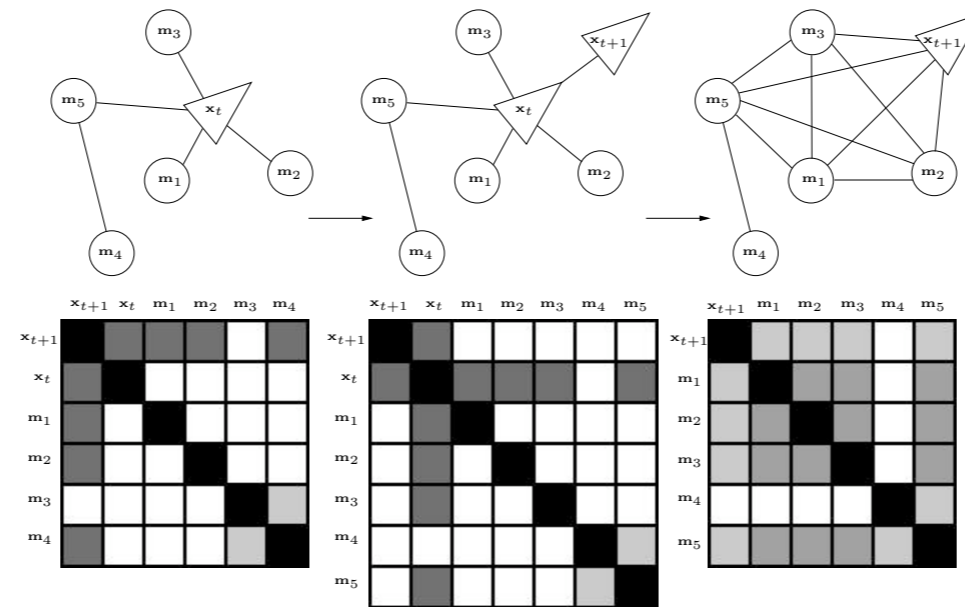 m₃
m₅
xₜ
m₁
m₂
m₄
m₃
xₜ₊₁
m₅
xₜ
m₁
m₂
m₄
m₃
xₜ₊₁
m₅
m₁
m₂
m₄
xₜ₊₁ xₜ m₁ m₂ m₃ m₄
xₜ₊₁
xₜ
m₁
m₂
m₃
m₄
xₜ₊₁ xₜ m₁ m₂ m₃ m₄ m₅
xₜ₊₁
xₜ
m₁
m₂
m₃
m₄
m₅
xₜ₊₁ m₁ m₂ m₃ m₄ m₅
xₜ₊₁
m₁
m₂
m₃
m₄
m₅